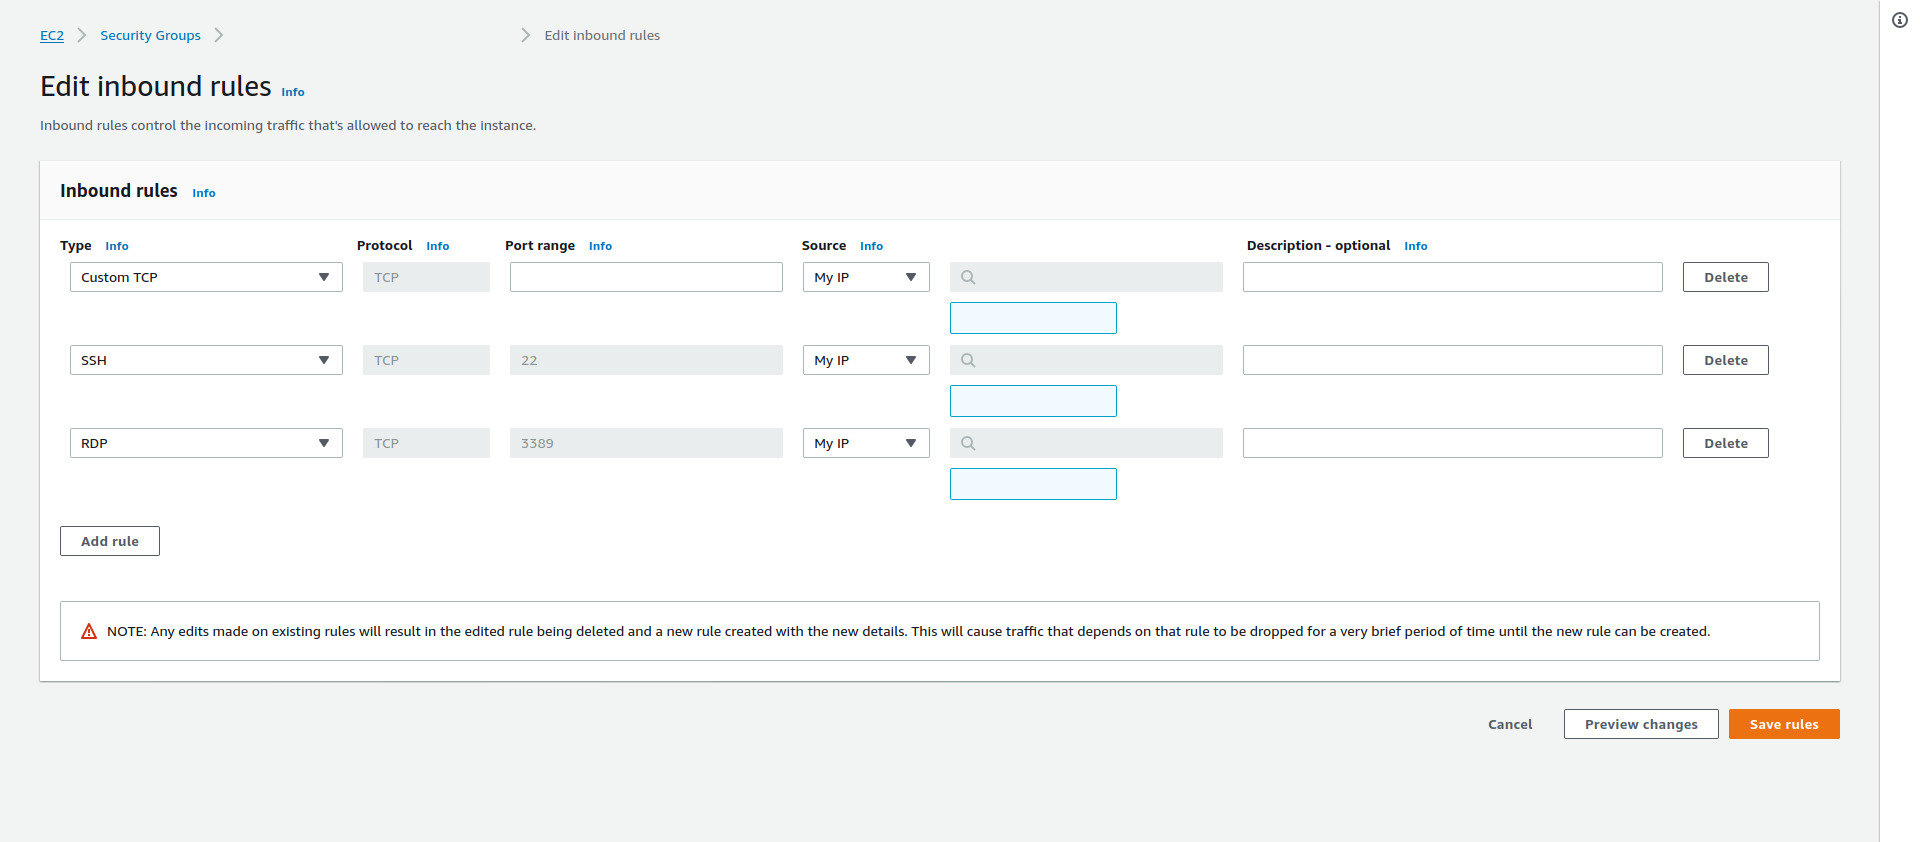 EC2 Security Groups Edit inbound rules
Edit inbound rules Info
Inbound rules control the incoming traffic that's allowed to reach the instance.
Inbound rules Info
Type Info Protocol Info Port range Info Source Info Description - optional Info
Custom TCP TCP My IP Delete
SSH TCP 22 My IP Delete
RDP TCP 3389 My IP Delete
Add rule
NOTE: Any edits made on existing rules will result in the edited rule being deleted and a new rule created with the new details. This will cause traffic that depends on that rule to be dropped for a very brief period of time until the new rule can be created.
Cancel Preview changes Save rules